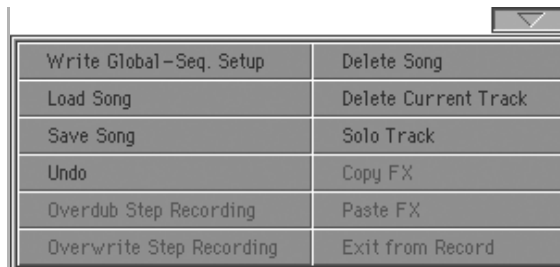 Write Global-Seq. Setup
Delete Song
Load Song
Delete Current Track
Save Song
Solo Track
Undo
Copy FX
Overdub Step Recording
Paste FX
Overwrite Step Recording
Exit from Record